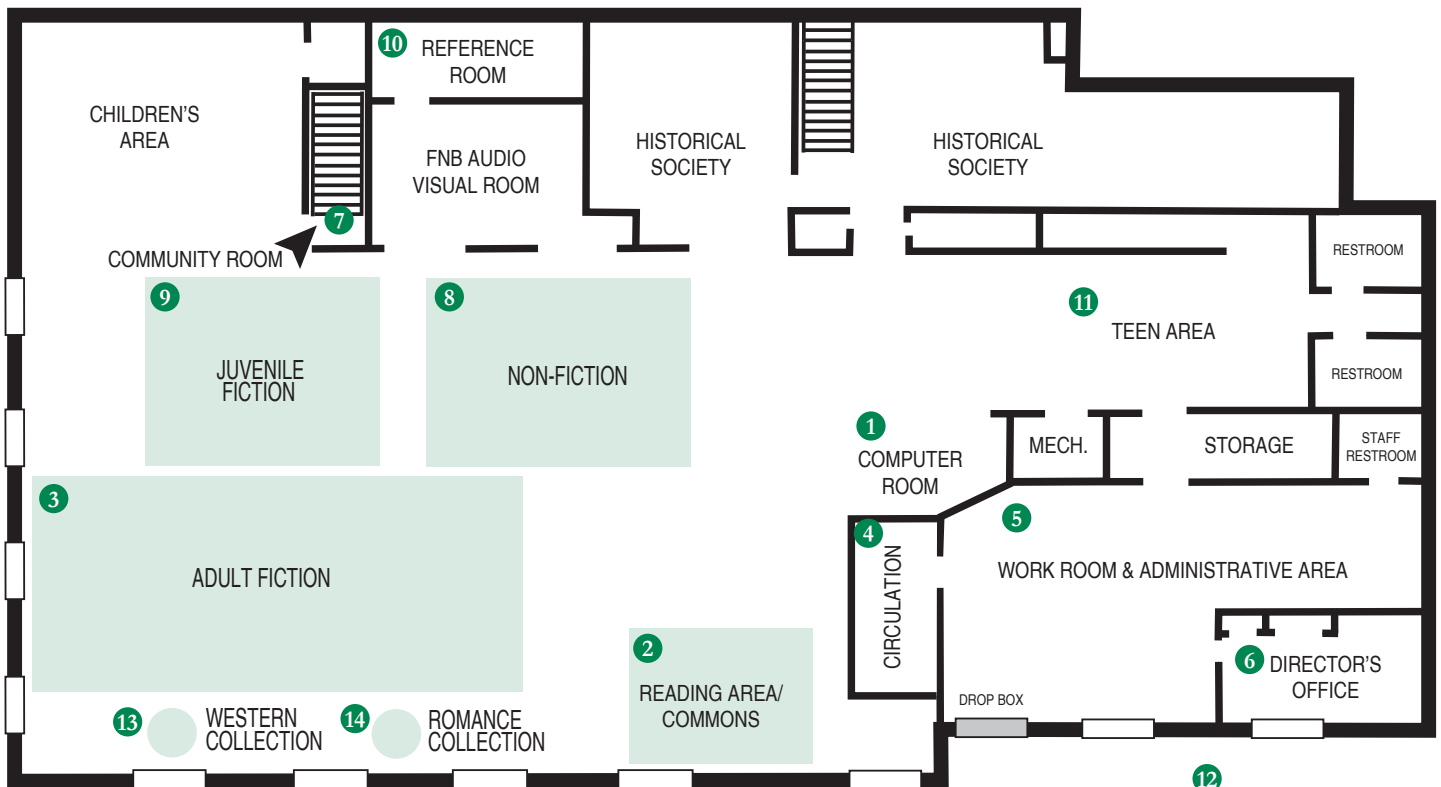 10
REFERENCE
ROOM
CHILDREN'S
AREA
FNB AUDIO
VISUAL ROOM
HISTORICAL
SOCIETY
HISTORICAL
SOCIETY
7
COMMUNITY ROOM
RESTROOM
9
JUVENILE
FICTION
8
NON-FICTION
11
TEEN AREA
RESTROOM
1
COMPUTER
ROOM
MECH.
STORAGE
STAFF
RESTROOM
3
ADULT FICTION
4
CIRCULATION
5
WORK ROOM & ADMINISTRATIVE AREA
2
READING AREA/
COMMONS
6
DIRECTOR'S
OFFICE
DROP BOX
13
WESTERN
COLLECTION
14
ROMANCE
COLLECTION
12